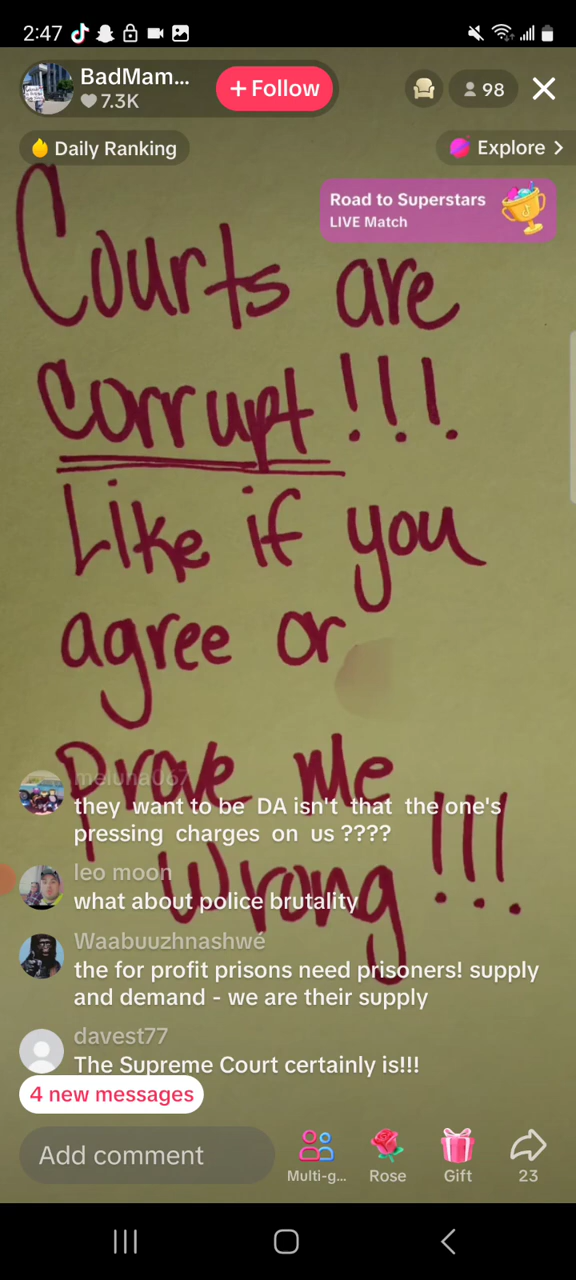 2:47
BadMam...
7.3K
+ Follow
98
Daily Ranking
Explore >
Road to Superstars
LIVE Match
Courts are
Corrupt!!!
Like if you
agree or
prove me
wrong!!!
meluna067
they want to be DA isn't that the one's
pressing charges on us ????
leo moon
what about police brutality
Waabuuzhnashwé
the for profit prisons need prisoners! supply
and demand - we are their supply
davest77
The Supreme Court certainly is!!!
4 new messages
Add comment
Multi-g...
Rose
Gift
23